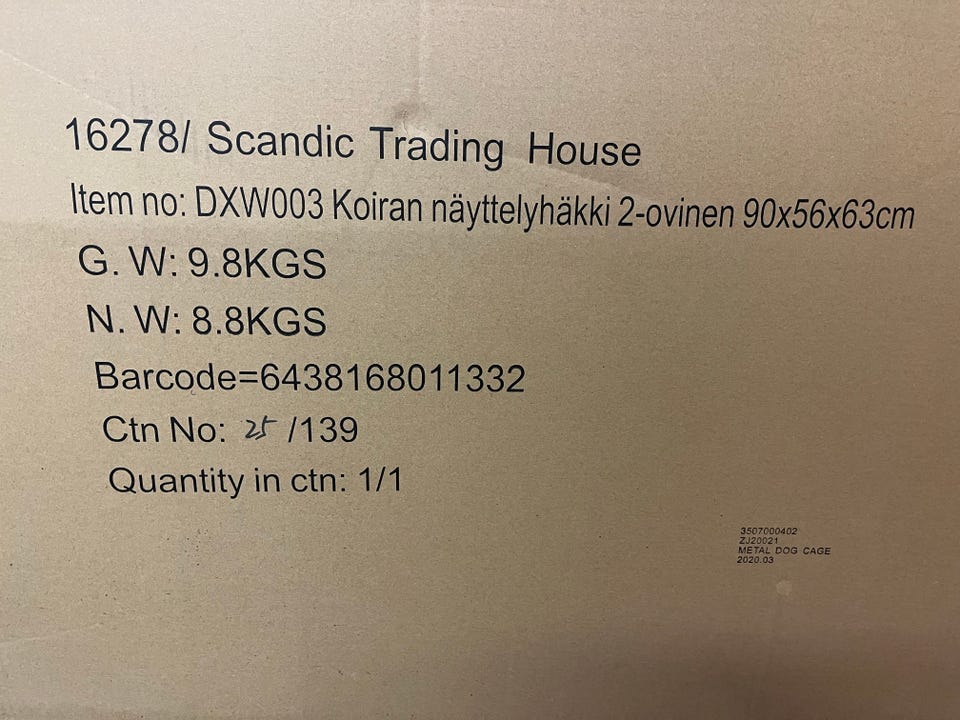 16278/ Scandic Trading House
Item no: DXW003 Koiran näyttelyhäkki 2-ovinen 90x56x63cm
G. W: 9.8KGS
N. W: 8.8KGS
Barcode=6438168011332
Ctn No: 25 /139
Quantity in ctn: 1/1
3507000402
ZJ20021
METAL DOG CAGE
2020.03